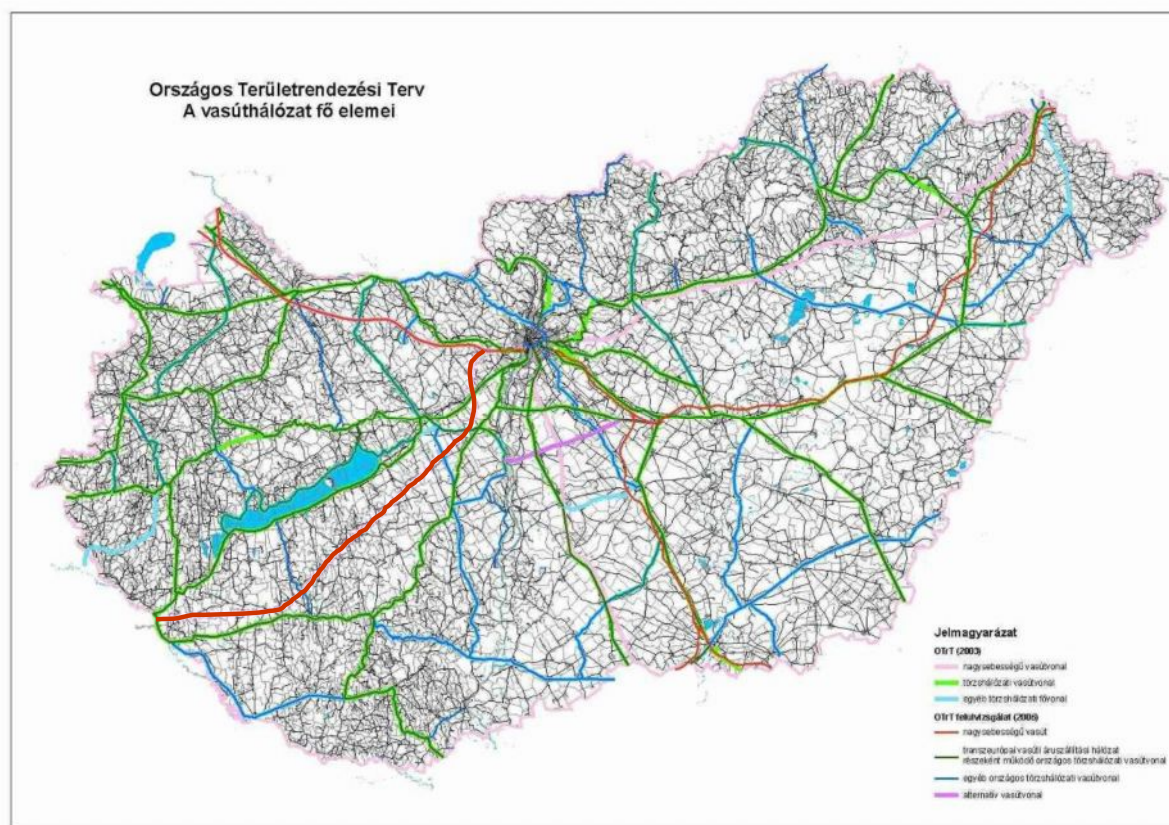 Országos Területrendezési Terv
A vasúthálózat fő elemei
Jelmagyarázat
OTrT (2003)
nagysebességű vasútvonal
törzshálózati vasútvonal
egyéb törzshálózati fővonal
OTrT felülvizsgálat (2008)
nagysebességű vasút
transzeurópai vasúti áruszállítási hálózat
részeként működő országos törzshálózati vasútvonal
egyéb országos törzshálózati vasútvonal
alternatív vasútvonal